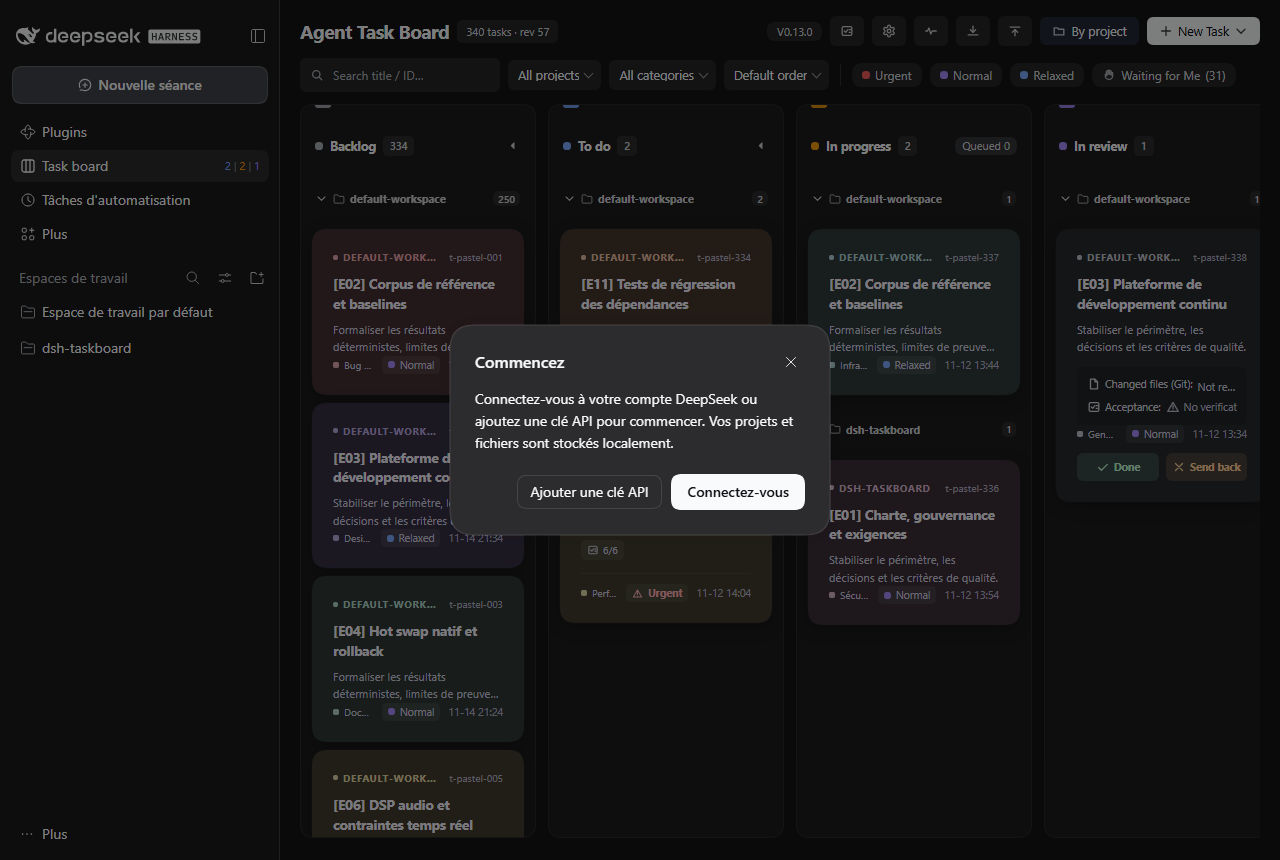 deepseek HARNESS
Nouvelle séance
Plugins
Task board
2 | 2 | 1
Tâches d'automatisation
Plus
Espaces de travail
Espace de travail par défaut
dsh-taskboard
Plus
Agent Task Board
340 tasks · rev 57
V0.13.0
By project
New Task
Search title / ID...
All projects
All categories
Default order
Urgent
Normal
Relaxed
Waiting for Me (31)
Backlog
334
default-workspace
250
DEFAULT-WORK...
t-pastel-001
[E02] Corpus de référence
et baselines
Formaliser les résultats
déterministes, limites d
Bug ...
Normal
DEFAULT-WORK...
[E03] Plateforme d
développement co
Stabiliser le périmètre, l
décisions et les critères
Desi...
Relaxed
11-14 21:34
DEFAULT-WORK...
t-pastel-003
[E04] Hot swap natif et
rollback
Formaliser les résultats
déterministes, limites de preuve...
Doc...
Normal
11-14 21:24
DEFAULT-WORK...
t-pastel-005
[E06] DSP audio et
contraintes temps réel
To do
2
default-workspace
2
DEFAULT-WORK...
t-pastel-334
[E11] Tests de régression
des dépendances
6/6
Perf...
Urgent
11-12 14:04
In progress
2
Queued 0
default-workspace
1
DEFAULT-WORK...
t-pastel-337
[E02] Corpus de référence
et baselines
Formaliser les résultats
déterministes, limites de preuve...
Infra...
Relaxed
11-12 13:44
dsh-taskboard
1
DSH-TASKBOARD
t-pastel-336
[E01] Charte, gouvernance
et exigences
Stabiliser le périmètre, les
décisions et les critères de qualité.
Sécu...
Normal
11-12 13:54
In review
1
default-workspace
1
DEFAULT-WORK...
t-pastel-338
[E03] Plateforme de
développement continu
Stabiliser le périmètre, les
décisions et les critères de qualité.
Changed files (Git):
Not re...
Acceptance:
No verificat
Gen...
Normal
11-12 13:34
Done
Send back
Commencez
Connectez-vous à votre compte DeepSeek ou
ajoutez une clé API pour commencer. Vos projets et
fichiers sont stockés localement.
Ajouter une clé API
Connectez-vous